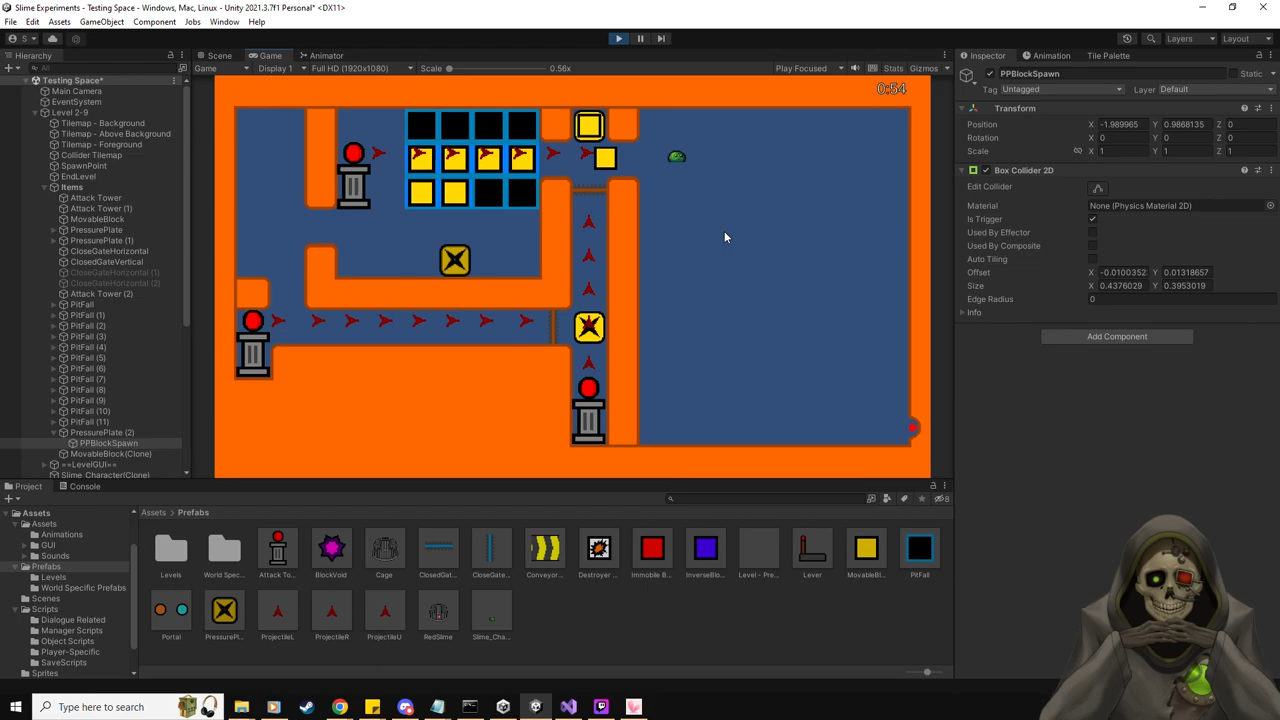 Slime Experiments - Testing Space - Windows, Mac, Linux - Unity 2021.3.7f1 Personal* <DX11>
File Edit Assets GameObject Component Jobs Window Help
S
Layers Layout
Hierarchy
All
Testing Space*
Main Camera
EventSystem
Level 2-9
Tilemap - Background
Tilemap - Above Background
Tilemap - Foreground
Collider Tilemap
SpawnPoint
EndLevel
Items
Attack Tower
Attack Tower (1)
MovableBlock
PressurePlate
PressurePlate (1)
CloseGateHorizontal
ClosedGateVertical
CloseGateHorizontal (1)
CloseGateHorizontal (2)
Attack Tower (2)
PitFall
PitFall (1)
PitFall (2)
PitFall (3)
PitFall (4)
PitFall (5)
PitFall (6)
PitFall (7)
PitFall (8)
PitFall (9)
PitFall (10)
PitFall (11)
PressurePlate (2)
PPBlockSpawn
MovableBlock(Clone)
==LevelGUI==
Slime_Character(Clone)
Scene Game Animator
Game Display 1 Full HD (1920x1080) Scale 0.56x Play Focused Stats Gizmos
0:54
Inspector Animation Tile Palette
PPBlockSpawn Static
Tag Untagged Layer Default
Transform
Position X -1.989965 Y 0.9868135 Z 0
Rotation X 0 Y 0 Z 0
Scale X 1 Y 1 Z 1
Box Collider 2D
Edit Collider
Material None (Physics Material 2D)
Is Trigger
Used By Effector
Used By Composite
Auto Tiling
Offset X -0.0100352 Y 0.01318657
Size X 0.4376029 Y 0.3953019
Edge Radius 0
Info
Add Component
Project Console
8
Assets
Assets
Animations
GUI
Sounds
Prefabs
Levels
World Specific Prefabs
Scenes
Scripts
Dialogue Related
Manager Scripts
Object Scripts
Player-Specific
SaveScripts
Sprites
Assets > Prefabs
Levels World Spec... Attack To... BlockVoid Cage ClosedGat... CloseGate... Conveyor... Destroyer ... Immobile B... InverseBlo... Level - Pre... Lever MovableBl... PitFall
Portal PressurePl... ProjectileL ProjectileR ProjectileU RedSlime Slime_Cha...
Type here to search